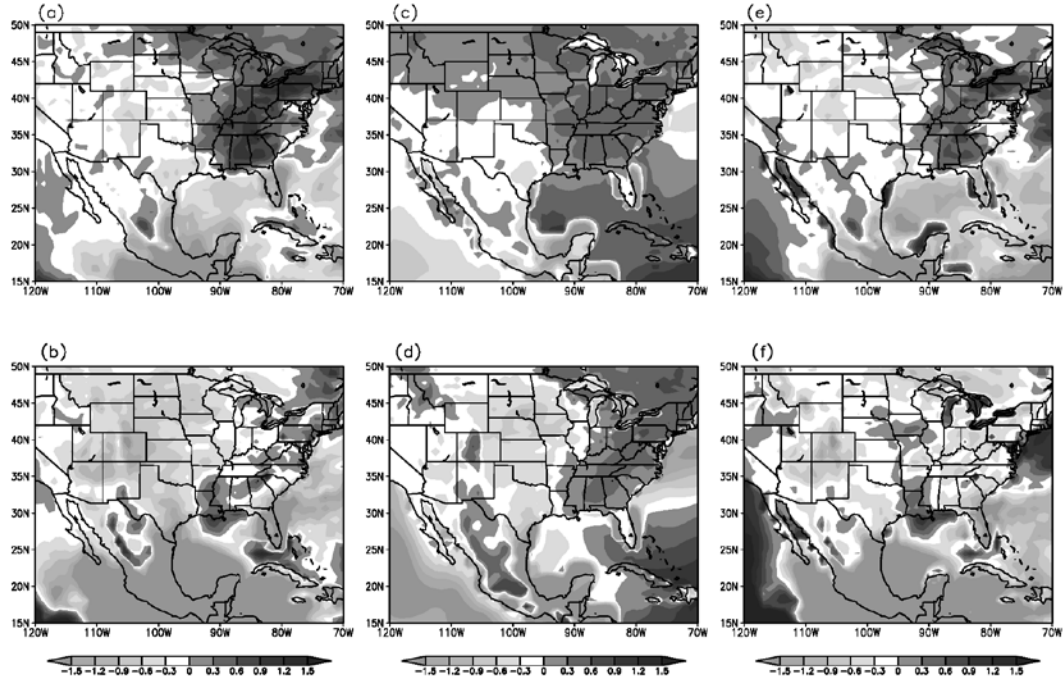 (a) (c) (e)
50N 50N 50N
45N 45N 45N
40N 40N 40N
35N 35N 35N
30N 30N 30N
25N 25N 25N
20N 20N 20N
15N 15N 15N
120W 110W 100W 90W 80W 70W 120W 110W 100W 90W 80W 70W 120W 110W 100W 90W 80W 70W
(b) (d) (f)
50N 50N 50N
45N 45N 45N
40N 40N 40N
35N 35N 35N
30N 30N 30N
25N 25N 25N
20N 20N 20N
15N 15N 15N
120W 110W 100W 90W 80W 70W 120W 110W 100W 90W 80W 70W 120W 110W 100W 90W 80W 70W
-1.5 -1.2 -0.9 -0.6 -0.3 0 0.3 0.6 0.9 1.2 1.5 -1.5 -1.2 -0.9 -0.6 -0.3 0 0.3 0.6 0.9 1.2 1.5 -1.5 -1.2 -0.9 -0.6 -0.3 0 0.3 0.6 0.9 1.2 1.5